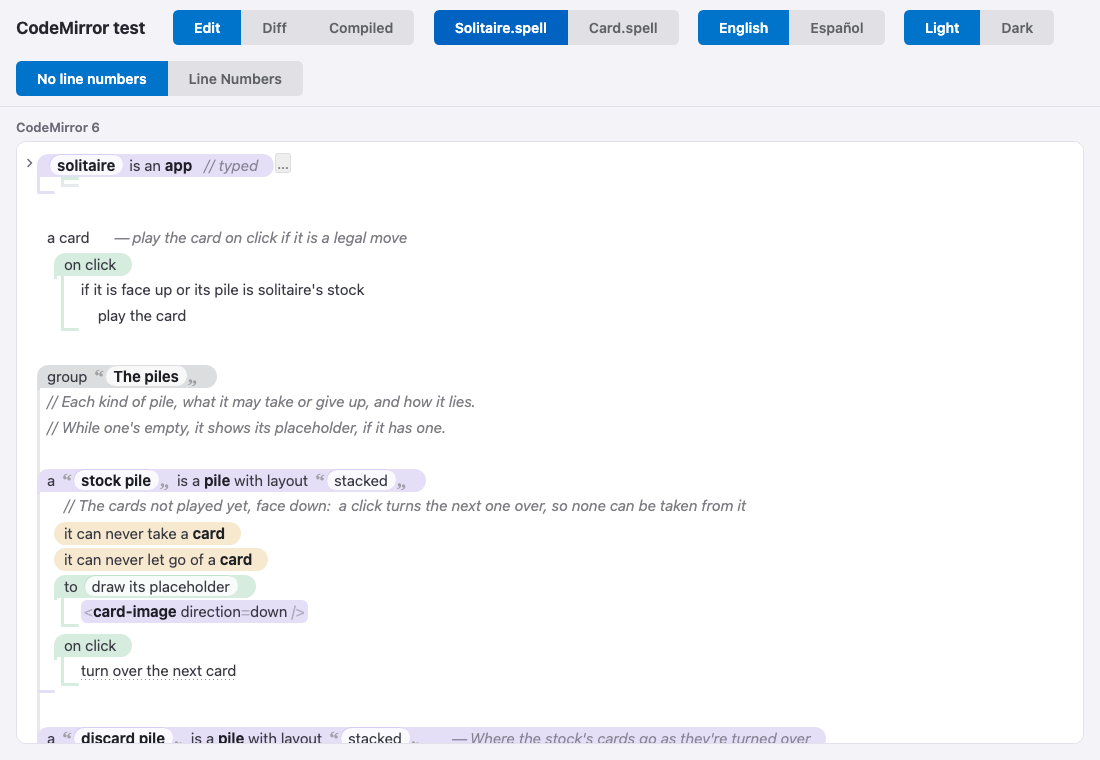 CodeMirror test Edit Diff Compiled Solitaire.spell Card.spell English Español Light Dark
No line numbers Line Numbers
CodeMirror 6
solitaire is an app // typed …
a card — play the card on click if it is a legal move
on click
if it is face up or its pile is solitaire's stock
play the card
group “ The piles „
// Each kind of pile, what it may take or give up, and how it lies.
// While one's empty, it shows its placeholder, if it has one.
a “ stock pile „ is a pile with layout “ stacked „
// The cards not played yet, face down: a click turns the next one over, so none can be taken from it
it can never take a card
it can never let go of a card
to draw its placeholder
<card-image direction=down />
on click
turn over the next card
a “ discard pile „ is a pile with layout “ stacked „ — Where the stock's cards go as they're turned over